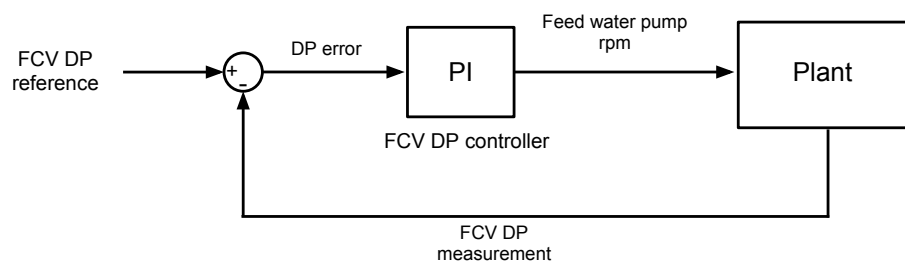 FCV DP
reference
+
-
DP error
PI
FCV DP controller
Feed water pump
rpm
Plant
FCV DP
measurement